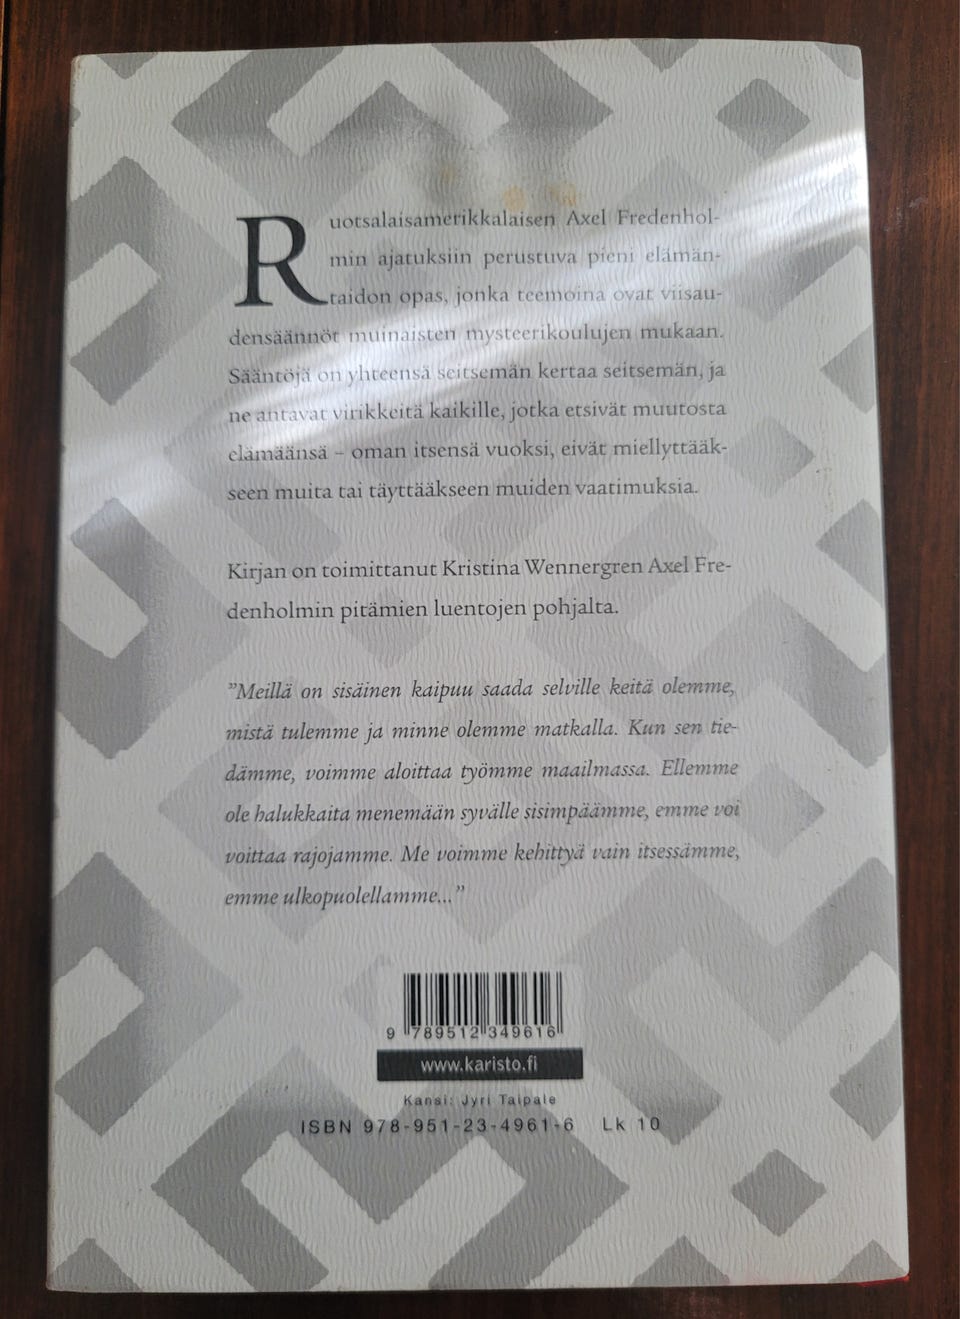 Ruotsalaisamerikkalaisen Axel Fredenhol-
min ajatuksiin perustuva pieni elämän-
taidon opas, jonka teemoina ovat viisau-
densäännöt muinaisten mysteerikoulujen mukaan.
Sääntöjä on yhteensä seitsemän kertaa seitsemän, ja
ne antavat virikkeitä kaikille, jotka etsivät muutosta
elämäänsä – oman itsensä vuoksi, eivät miellyttääk-
seen muita tai täyttääkseen muiden vaatimuksia.
Kirjan on toimittanut Kristina Wennergren Axel Fre-
denholmin pitämien luentojen pohjalta.
”Meillä on sisäinen kaipuu saada selville keitä olemme,
mistä tulemme ja minne olemme matkalla. Kun sen tie-
dämme, voimme aloittaa työmme maailmassa. Ellemme
ole halukkaita menemään syvälle sisimpäämme, emme voi
voittaa rajojamme. Me voimme kehittyä vain itsessämme,
emme ulkopuolellamme...”
9 789512 349616
www.karisto.fi
Kansi: Jyri Taipale
ISBN 978-951-23-4961-6 Lk 10